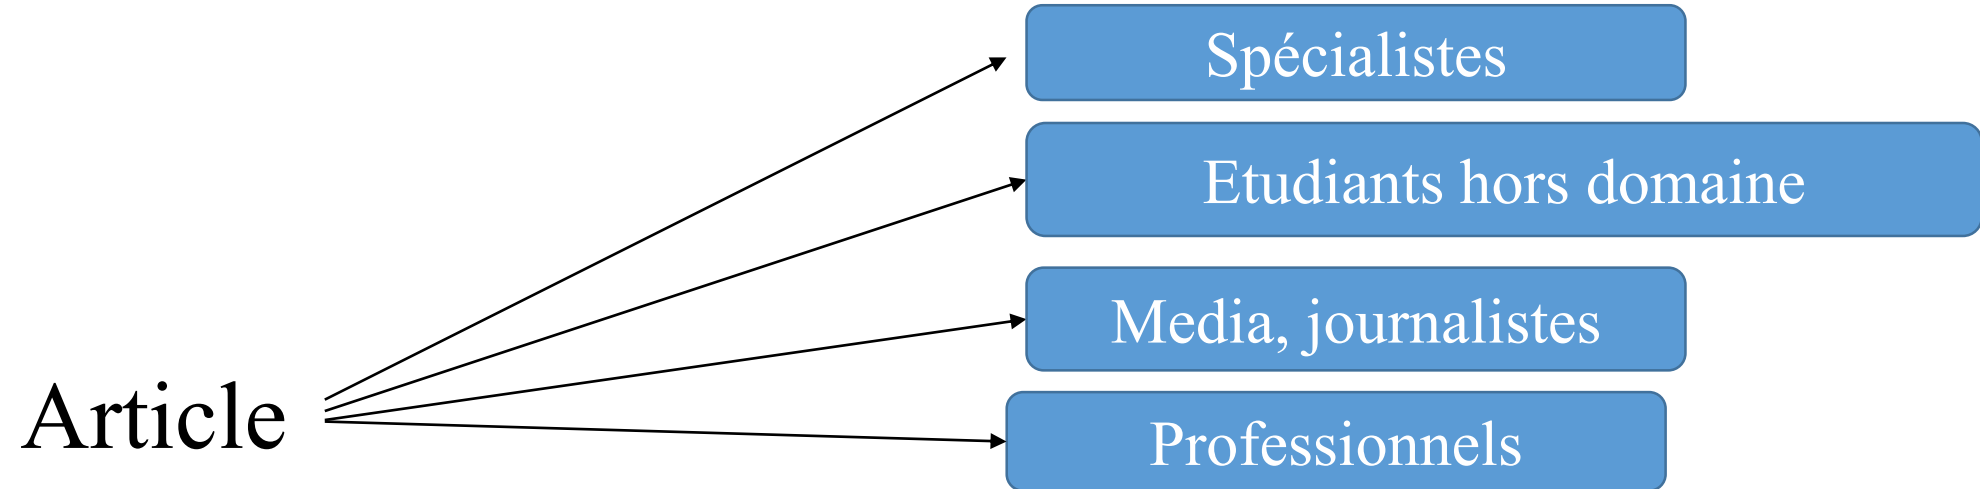 Spécialistes
Etudiants hors domaine
Media, journalistes
Article
Professionnels